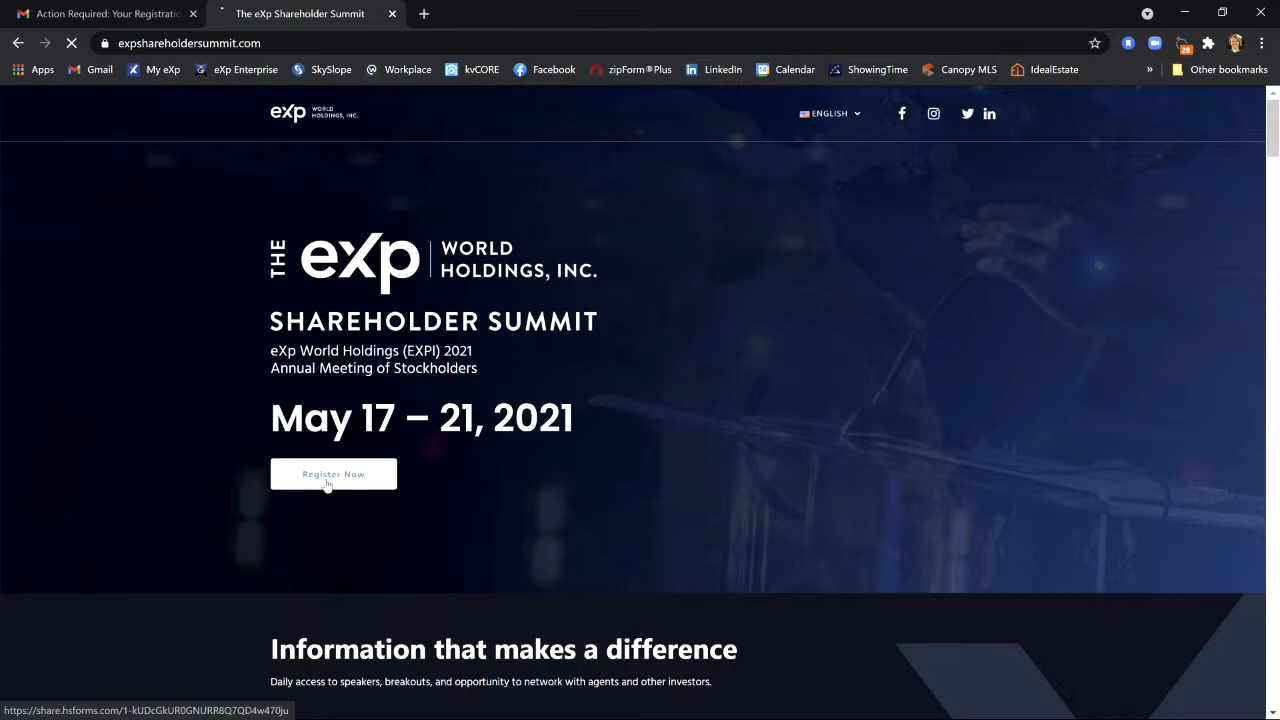 Action Required: Your Registratio
The eXp Shareholder Summit
expshareholdersummit.com
28
Apps
Gmail
My eXp
eXp Enterprise
SkySlope
Workplace
kvCORE
Facebook
zipForm®Plus
LinkedIn
Calendar
ShowingTime
Canopy MLS
IdealEstate
»
Other bookmarks
eXp WORLD HOLDINGS, INC.
ENGLISH
THE eXp WORLD HOLDINGS, INC.
SHAREHOLDER SUMMIT
eXp World Holdings (EXPI) 2021
Annual Meeting of Stockholders
May 17 – 21, 2021
Register Now
Information that makes a difference
Daily access to speakers, breakouts, and opportunity to network with agents and other investors.
https://share.hsforms.com/1-kUDcGkUR0GNURR8Q7QD4w470ju